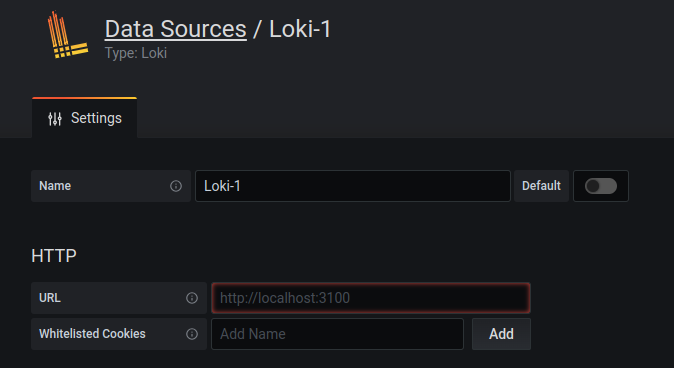 Data Sources / Loki-1
Type: Loki
Settings
Name Loki-1 Default
HTTP
URL http://localhost:3100
Whitelisted Cookies Add Name Add